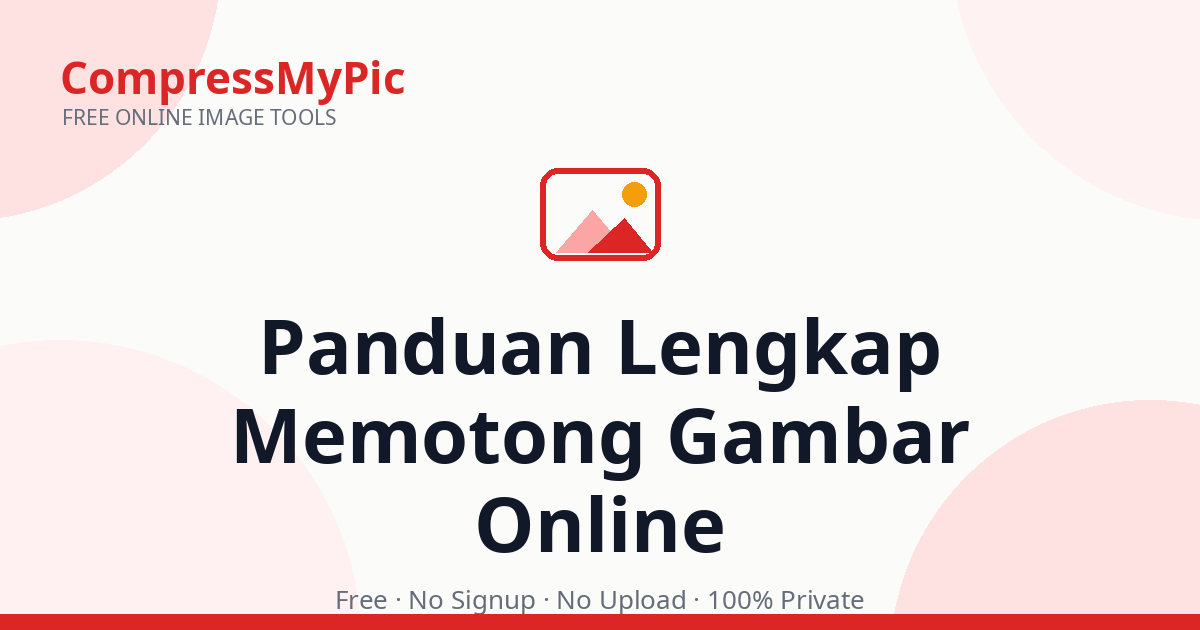 CompressMyPic
FREE ONLINE IMAGE TOOLS
Panduan Lengkap
Memotong Gambar
Online
Free · No Signup · No Upload · 100% Private